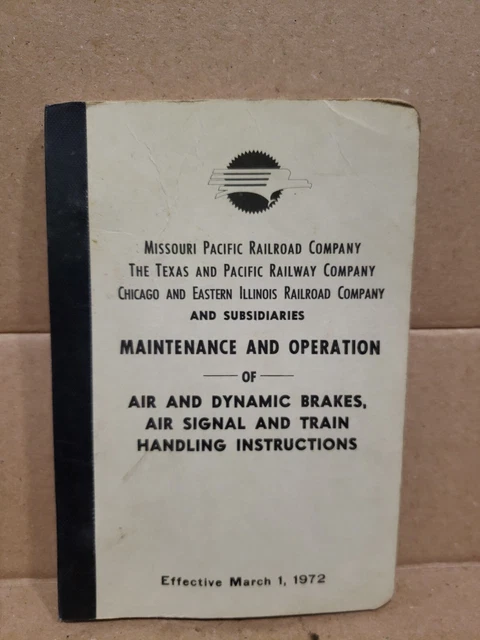 MISSOURI PACIFIC RAILROAD COMPANY
THE TEXAS AND PACIFIC RAILWAY COMPANY
CHICAGO AND EASTERN ILLINOIS RAILROAD COMPANY
AND SUBSIDIARIES
MAINTENANCE AND OPERATION
OF
AIR AND DYNAMIC BRAKES,
AIR SIGNAL AND TRAIN
HANDLING INSTRUCTIONS
Effective March 1, 1972